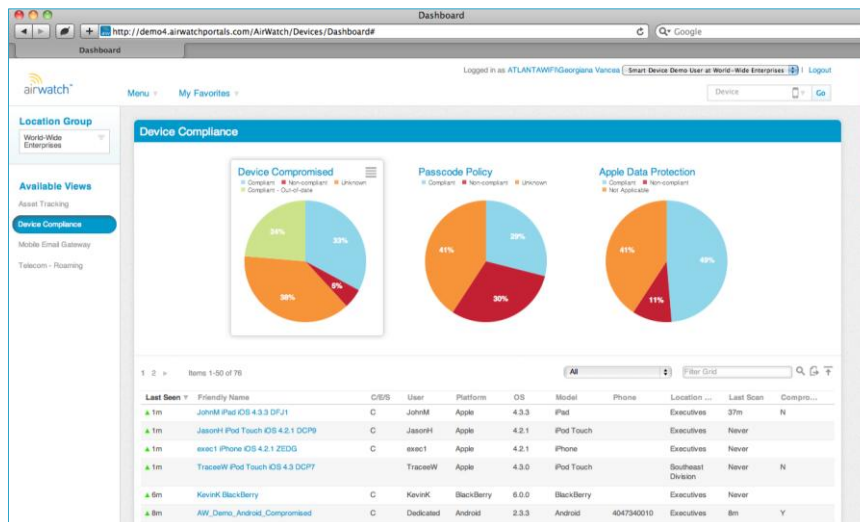 Dashboard
http://demo4.airwatchportals.com/AirWatch/Devices/Dashboard#
Google
Dashboard
Logged in as ATLANTAWIFI\Georgiana Vancea Smart Device Demo User at World-Wide Enterprises | Logout
airwatch
Menu My Favorites Device Go
Location Group
World-Wide
Enterprises
Available Views
Asset Tracking
Device Compliance
Mobile Email Gateway
Telecom - Roaming
Device Compliance
Device Compromised
Compliant Non-compliant Unknown
Compliant - Out-of-date
24% 33%
6%
38%
Passcode Policy
Compliant Non-compliant Unknown
41% 29%
30%
Apple Data Protection
Compliant Non-compliant
Not Applicable
41% 49%
11%
1 2 Items 1-50 of 76 All Filter Grid
Last Seen Friendly Name C/E/S User Platform OS Model Phone Location ... Last Scan Compro...
1m JohnM iPad iOS 4.3.3 DFJ1 C JohnM Apple 4.3.3 iPad Executives 37m N
1m JasonH iPod Touch iOS 4.2.1 DCP9 C JasonH Apple 4.2.1 iPod Touch Executives Never
1m exec1 iPhone iOS 4.2.1 ZEDG C exec1 Apple 4.2.1 iPhone Executives Never
1m TraceeW iPod Touch iOS 4.3 DCP7 TraceeW Apple 4.3.0 iPod Touch Southeast Division Never N
6m KevinK BlackBerry C KevinK BlackBerry 6.0.0 BlackBerry Executives Never
8m AW_Demo_Android_Compromised C Dedicated Android 2.3.3 Android 4047340010 Executives 8m Y